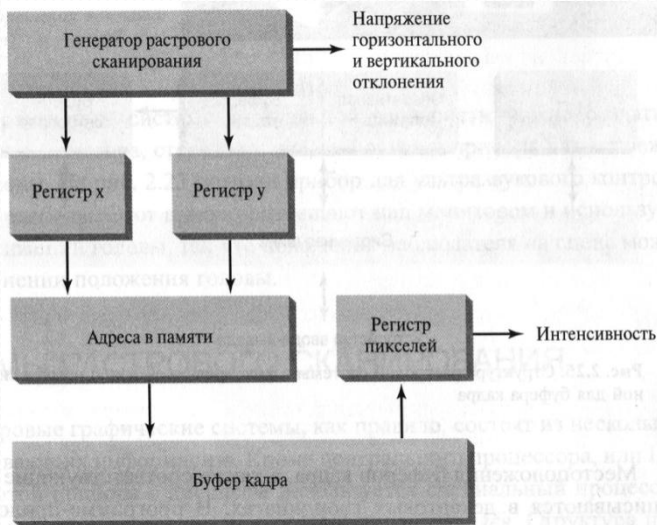 Генератор растрового
сканирования
Напряжение
горизонтального
и вертикального
отклонения
Регистр x
Регистр y
Адреса в памяти
Регистр
пикселей
Интенсивность
Буфер кадра